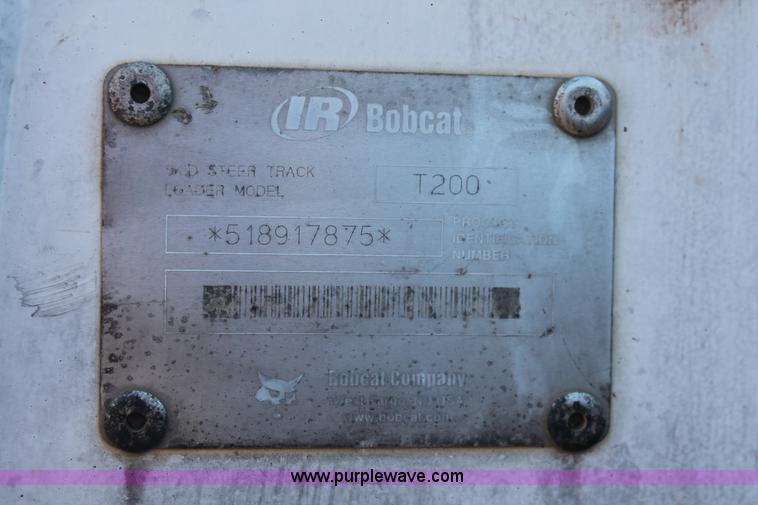 IR Bobcat
SKID STEER TRACK
LOADER MODEL
T200
*518917875*
PRODUCT
IDENTIFICATION
NUMBER
Bobcat Company
www.bobcat.com
www.purplewave.com